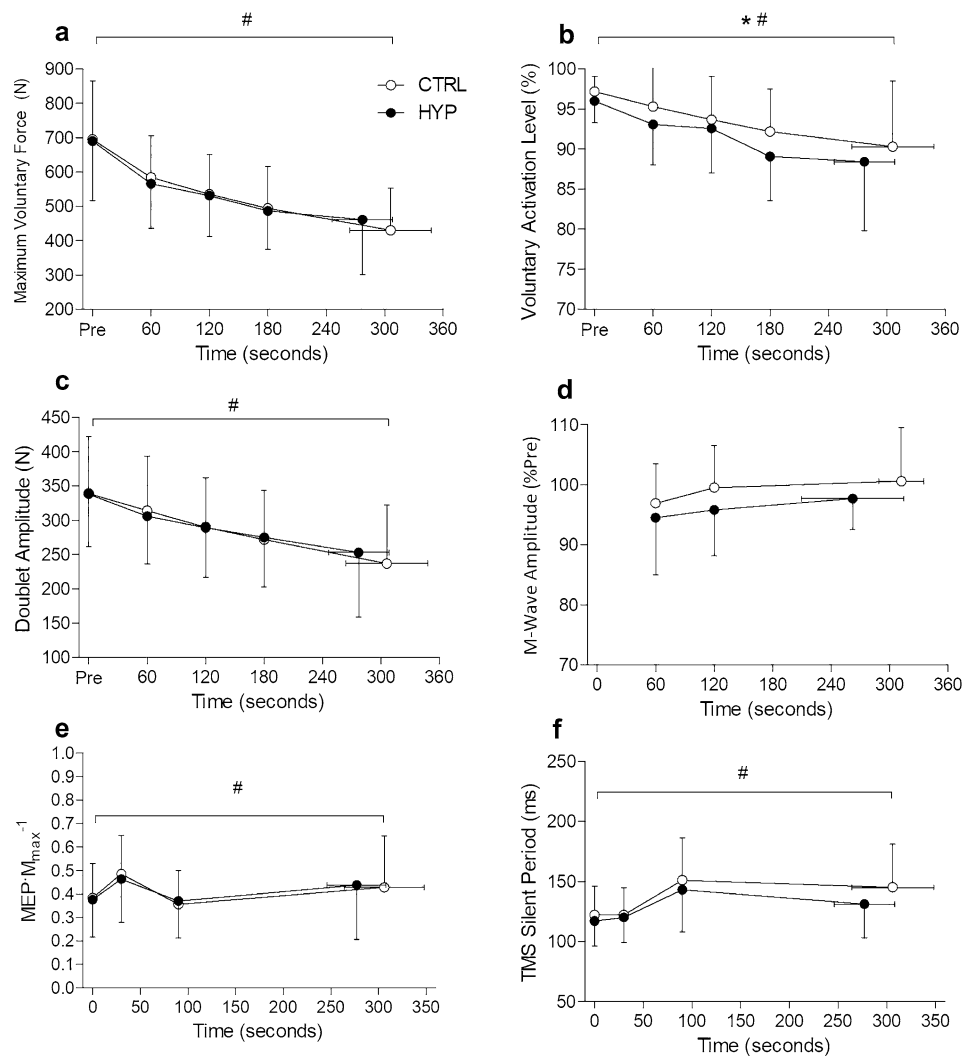 a
#
900
800
700
600
500
400
300
200
Maximum Voluntary Force (N)
CTRL
HYP
Pre 60 120 180 240 300 360
Time (seconds)
b
* #
100
95
90
85
80
75
70
Voluntary Activation Level (%)
Pre 60 120 180 240 300 360
Time (seconds)
c
#
450
400
350
300
250
200
150
100
Doublet Amplitude (N)
Pre 60 120 180 240 300 360
Time (seconds)
d
110
100
90
80
70
M-Wave Amplitude (%Pre)
0 60 120 180 240 300 360
Time (seconds)
e
#
1.0
0.9
0.8
0.7
0.6
0.5
0.4
0.3
0.2
0.1
0.0
MEP·Mmax-1
0 50 100 150 200 250 300 350
Time (seconds)
f
#
250
200
150
100
50
TMS Silent Period (ms)
0 50 100 150 200 250 300 350
Time (seconds)